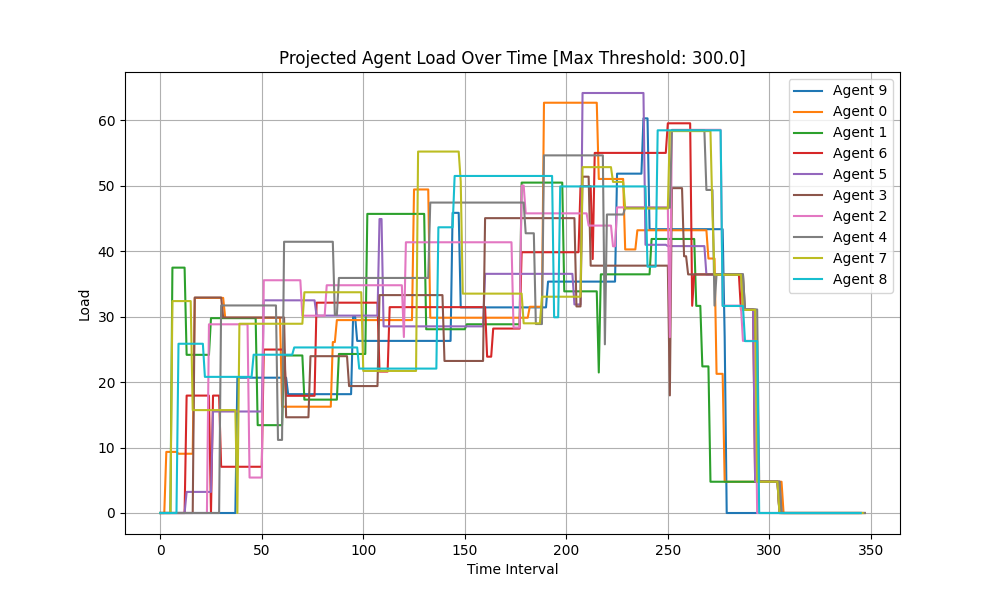 Projected Agent Load Over Time [Max Threshold: 300.0]
Load
60
50
40
30
20
10
0
0 50 100 150 200 250 300 350
Time Interval
Agent 9
Agent 0
Agent 1
Agent 6
Agent 5
Agent 3
Agent 2
Agent 4
Agent 7
Agent 8